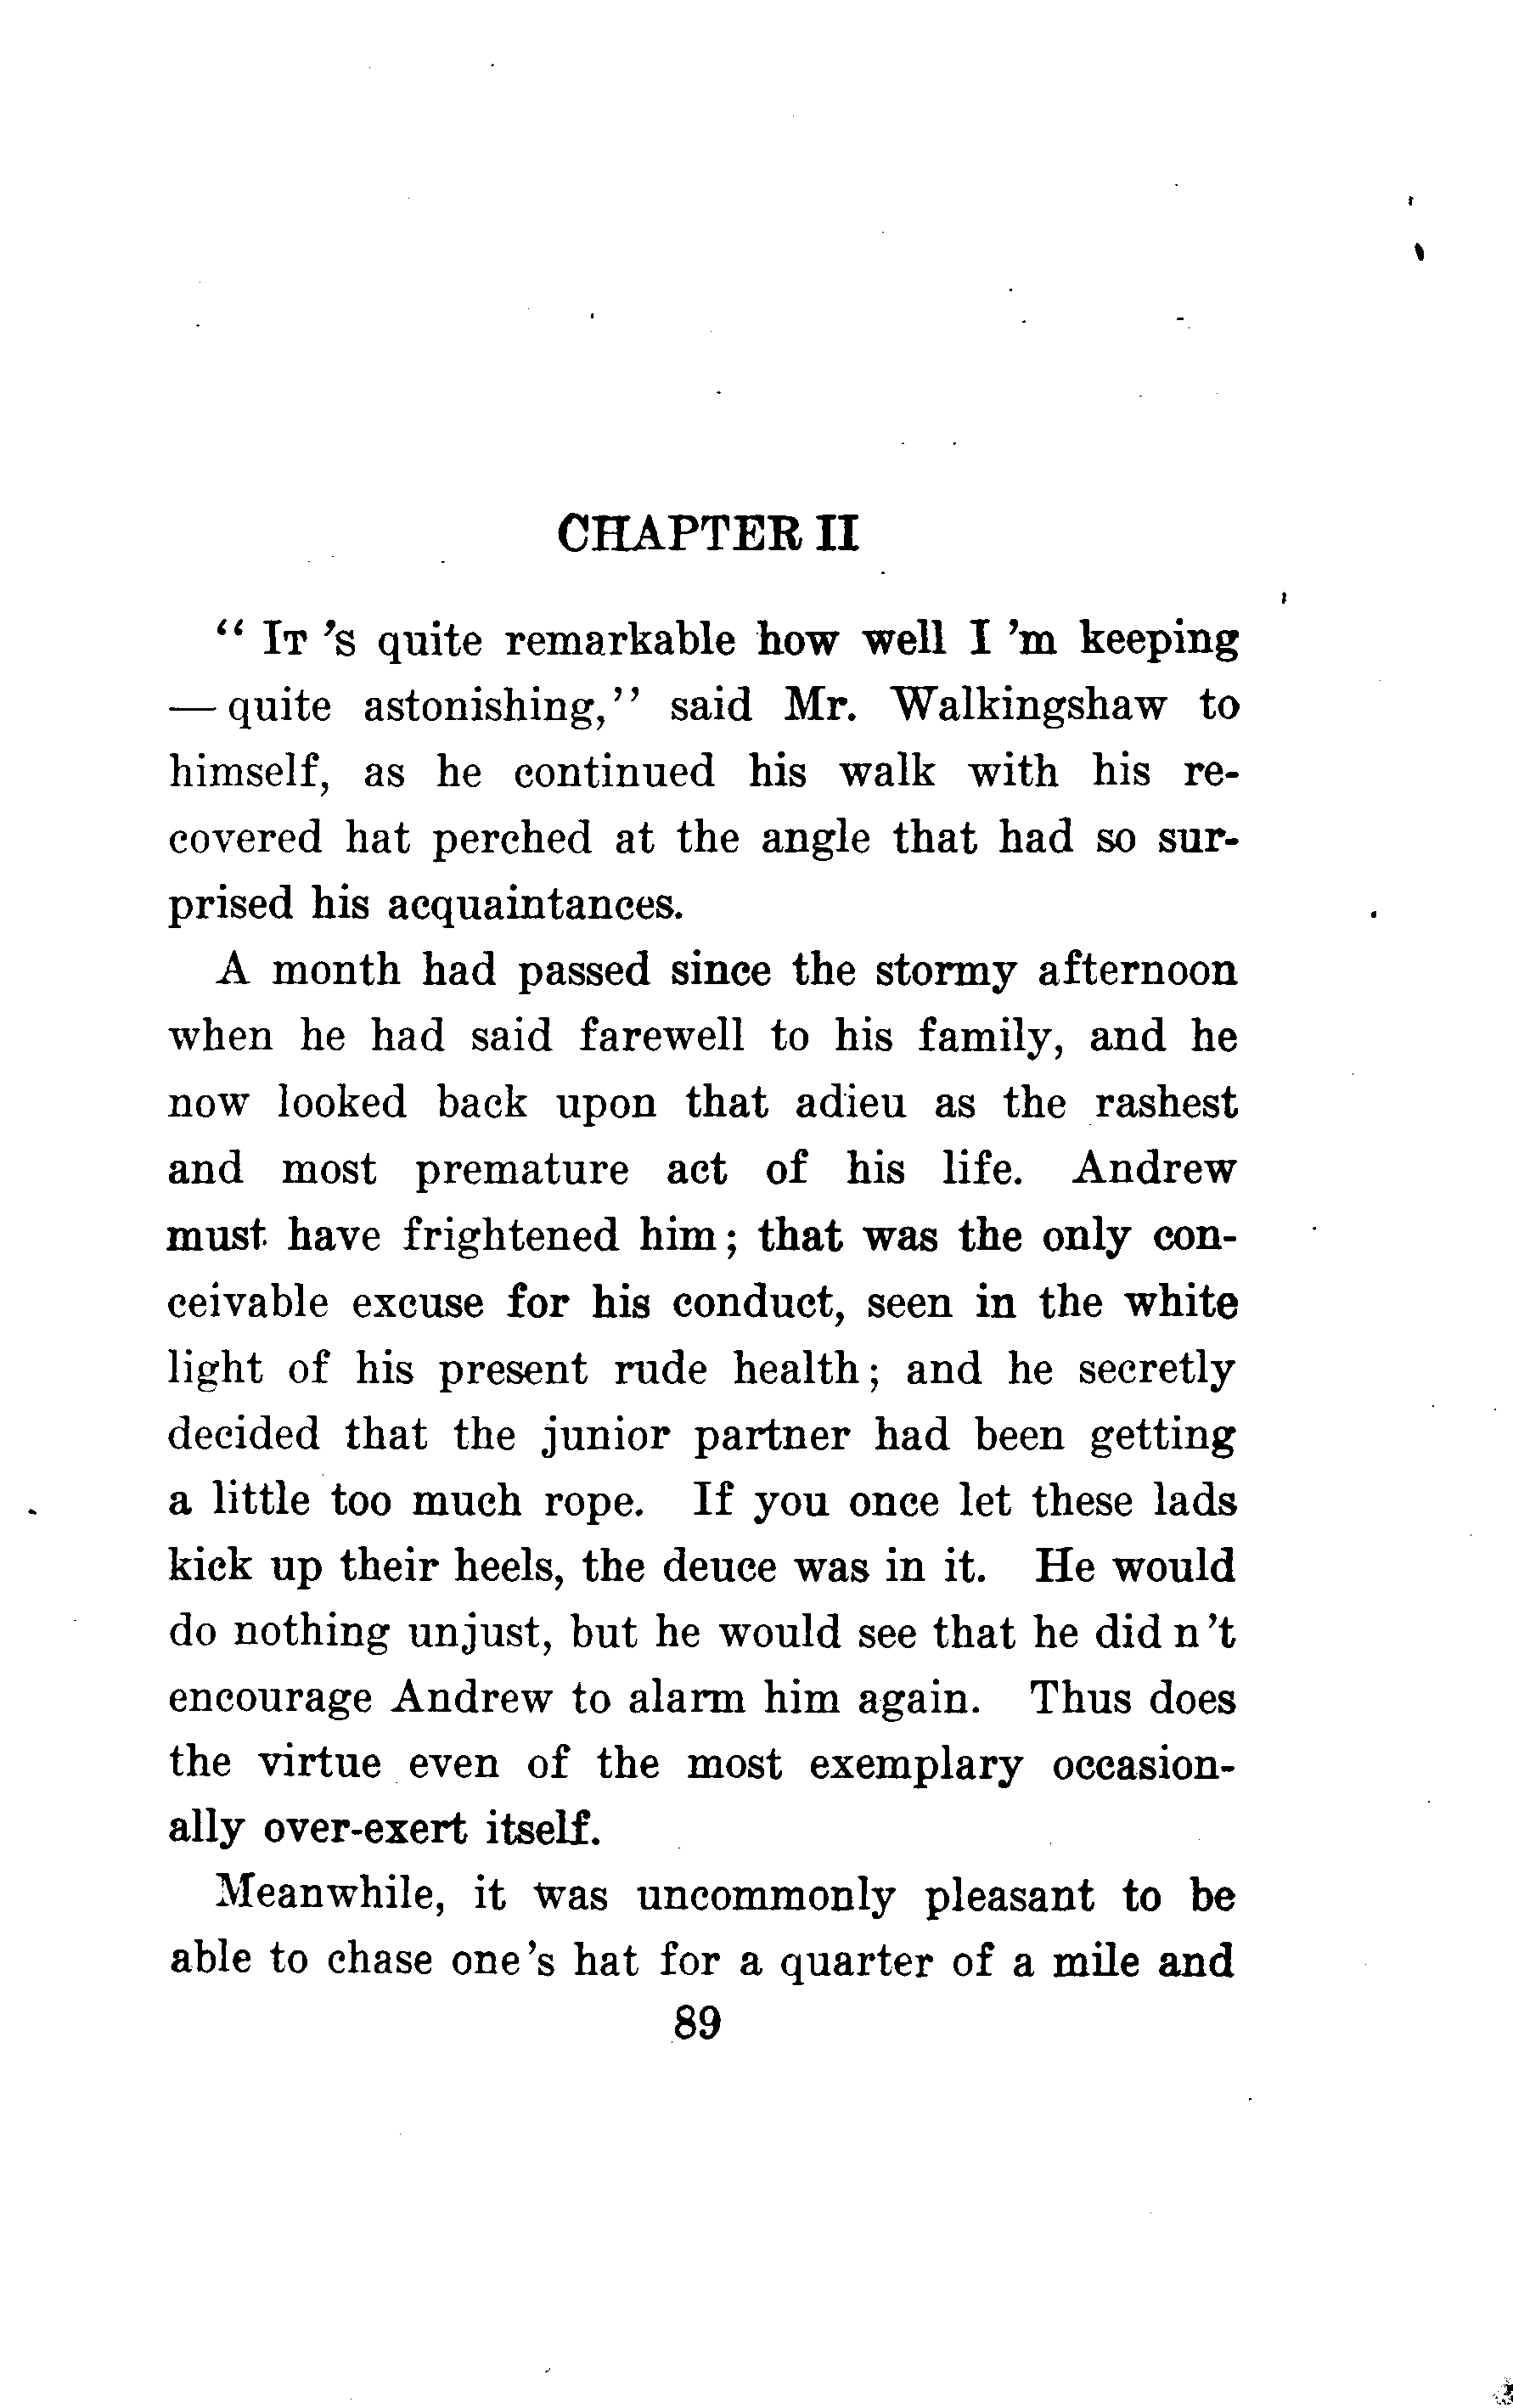 CHAPTER II
“ IT 's quite remarkable how well I 'm keeping
— quite astonishing,” said Mr. Walkingshaw to
himself, as he continued his walk with his re-
covered hat perched at the angle that had so sur-
prised his acquaintances.
A month had passed since the stormy afternoon
when he had said farewell to his family, and he
now looked back upon that adieu as the rashest
and most premature act of his life. Andrew
must have frightened him; that was the only con-
ceivable excuse for his conduct, seen in the white
light of his present rude health; and he secretly
decided that the junior partner had been getting
a little too much rope. If you once let these lads
kick up their heels, the deuce was in it. He would
do nothing unjust, but he would see that he did n't
encourage Andrew to alarm him again. Thus does
the virtue even of the most exemplary occasion-
ally over-exert itself.
Meanwhile, it was uncommonly pleasant to be
able to chase one's hat for a quarter of a mile and
89